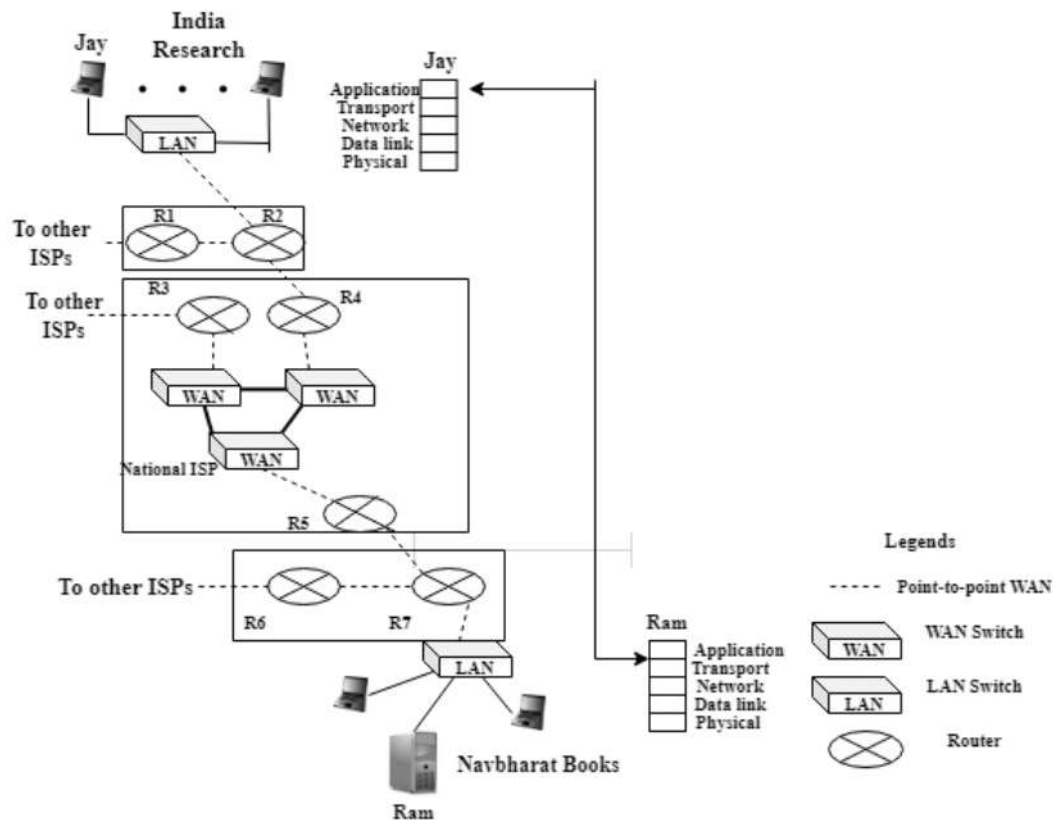 Jay
India
Research
LAN
Jay
Application
Transport
Network
Data link
Physical
To other
ISPs
R1
R2
To other
ISPs
R3
R4
WAN
WAN
WAN
National ISP
R5
To other ISPs
R6
R7
LAN
Ram
Navbharat Books
Ram
Application
Transport
Network
Data link
Physical
Legends
Point-to-point WAN
WAN
WAN Switch
LAN
LAN Switch
Router